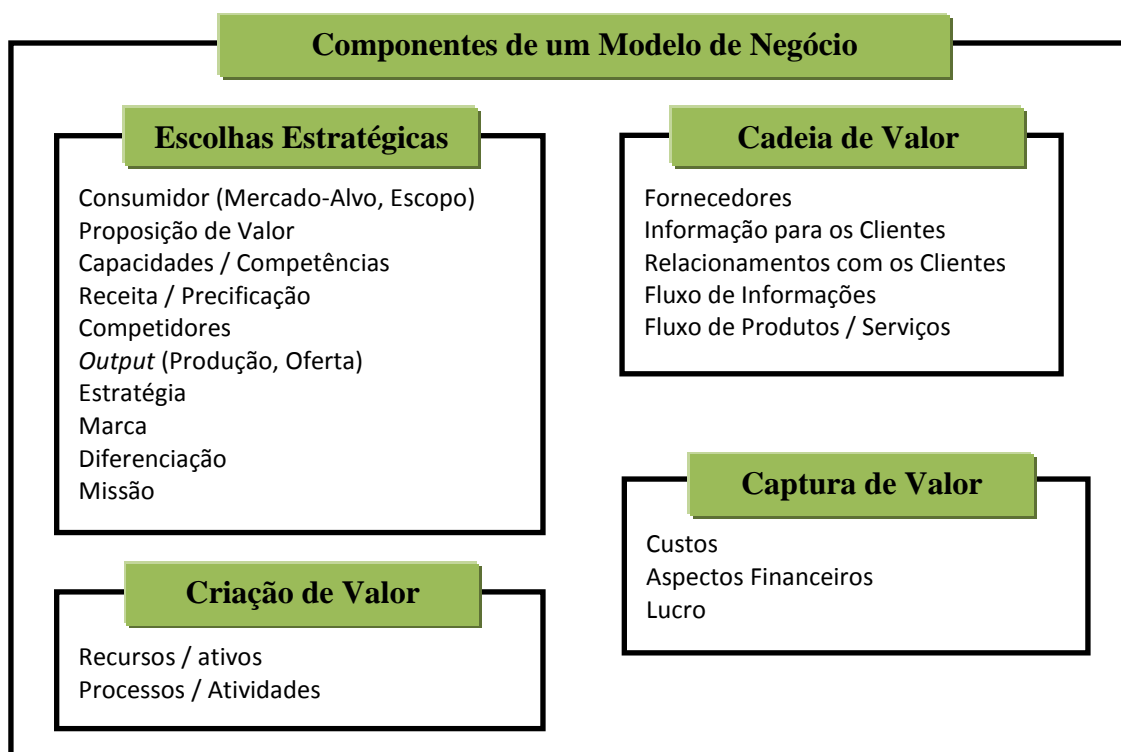 Componentes de um Modelo de Negócio
Escolhas Estratégicas
Consumidor (Mercado-Alvo, Escopo)
Proposição de Valor
Capacidades / Competências
Receita / Precificação
Competidores
Output (Produção, Oferta)
Estratégia
Marca
Diferenciação
Missão
Cadeia de Valor
Fornecedores
Informação para os Clientes
Relacionamentos com os Clientes
Fluxo de Informações
Fluxo de Produtos / Serviços
Criação de Valor
Recursos / ativos
Processos / Atividades
Captura de Valor
Custos
Aspectos Financeiros
Lucro